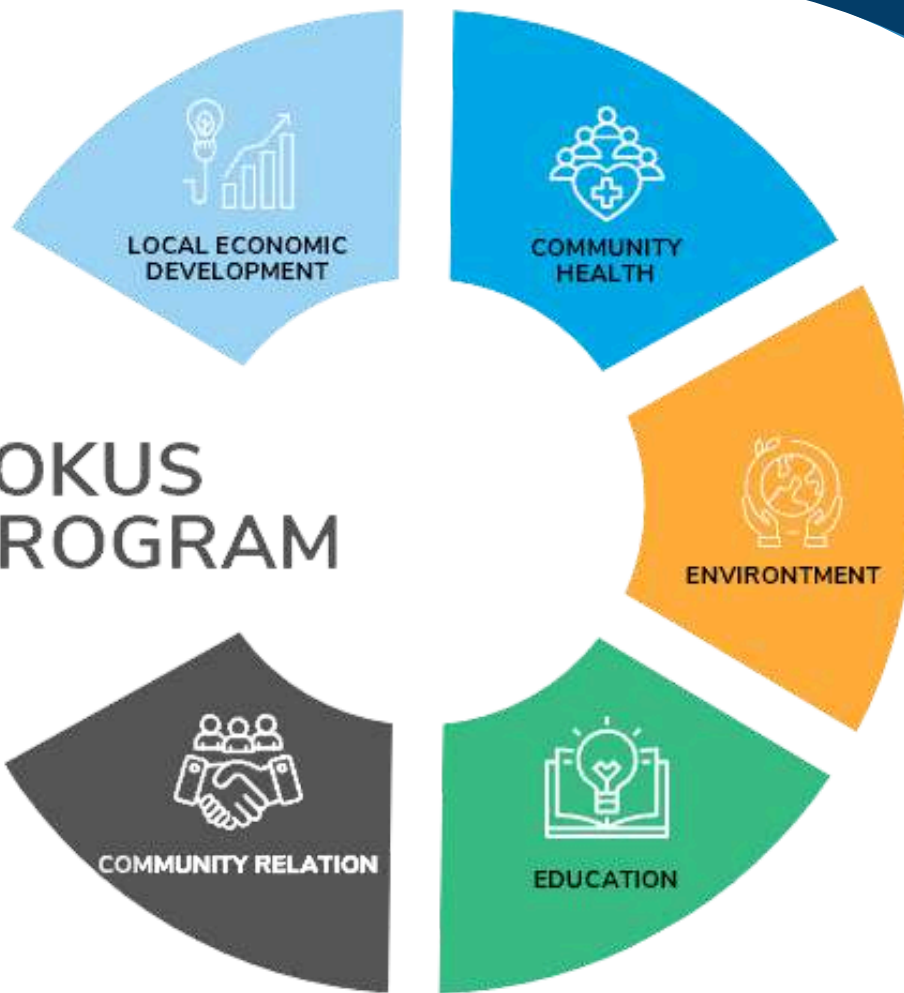 LOCAL ECONOMIC
DEVELOPMENT
COMMUNITY
HEALTH
OKUS
ROGRAM
ENVIRONTMENT
COMMUNITY RELATION
EDUCATION